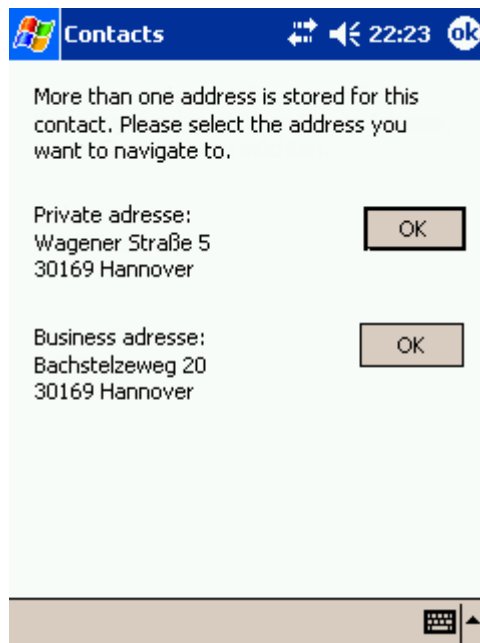 Contacts 22:23 ok
More than one address is stored for this
contact. Please select the address you
want to navigate to.
Private adresse:
Wagener Straße 5
30169 Hannover
OK
Business adresse:
Bachstelzeweg 20
30169 Hannover
OK